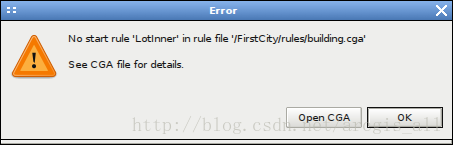 Error
No start rule 'LotInner' in rule file '/FirstCity/rules/building.cga'
See CGA file for details.
Open CGA OK
http://blog.csdn.net/arcgis_all